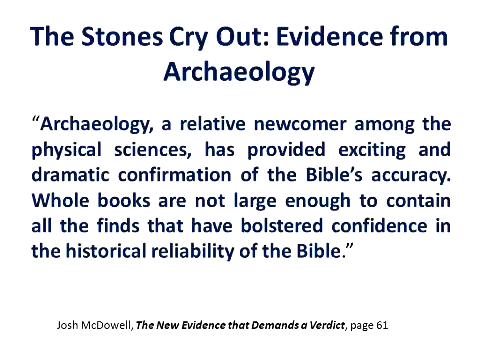 The Stones Cry Out: Evidence from
Archaeology
“Archaeology, a relative newcomer among the
physical sciences, has provided exciting and
dramatic confirmation of the Bible’s accuracy.
Whole books are not large enough to contain
all the finds that have bolstered confidence in
the historical reliability of the Bible.”
Josh McDowell, The New Evidence that Demands a Verdict, page 61